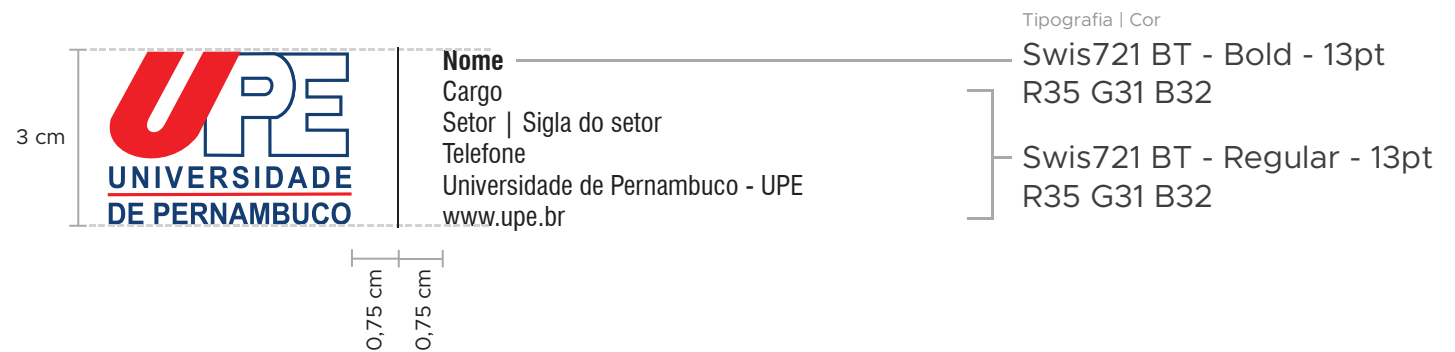 Tipografia | Cor
3 cm
UPE
UNIVERSIDADE
DE PERNAMBUCO
Nome
Cargo
Setor | Sigla do setor
Telefone
Universidade de Pernambuco - UPE
www.upe.br
Swis721 BT - Bold - 13pt
R35 G31 B32
Swis721 BT - Regular - 13pt
R35 G31 B32
0,75 cm
0,75 cm